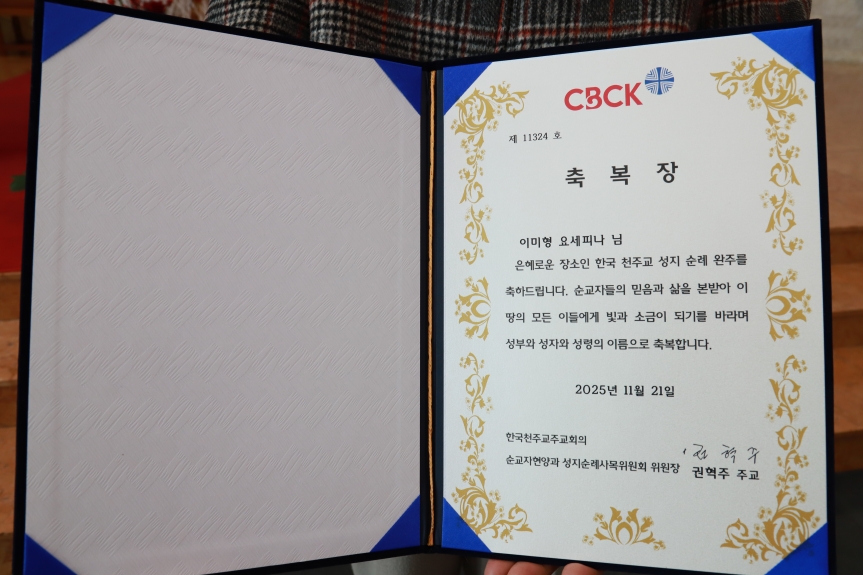 CBCK
제 11324 호
축 복 장
이미형 요세피나 님
은혜로운 장소인 한국 천주교 성지 순례 완주를
축하드립니다. 순교자들의 믿음과 삶을 본받아 이
땅의 모든 이들에게 빛과 소금이 되기를 바라며
성부와 성자와 성령의 이름으로 축복합니다.
2025년 11월 21일
한국천주교주교회의
순교자현양과 성지순례사목위원회 위원장 권혁주 주교
권혁주